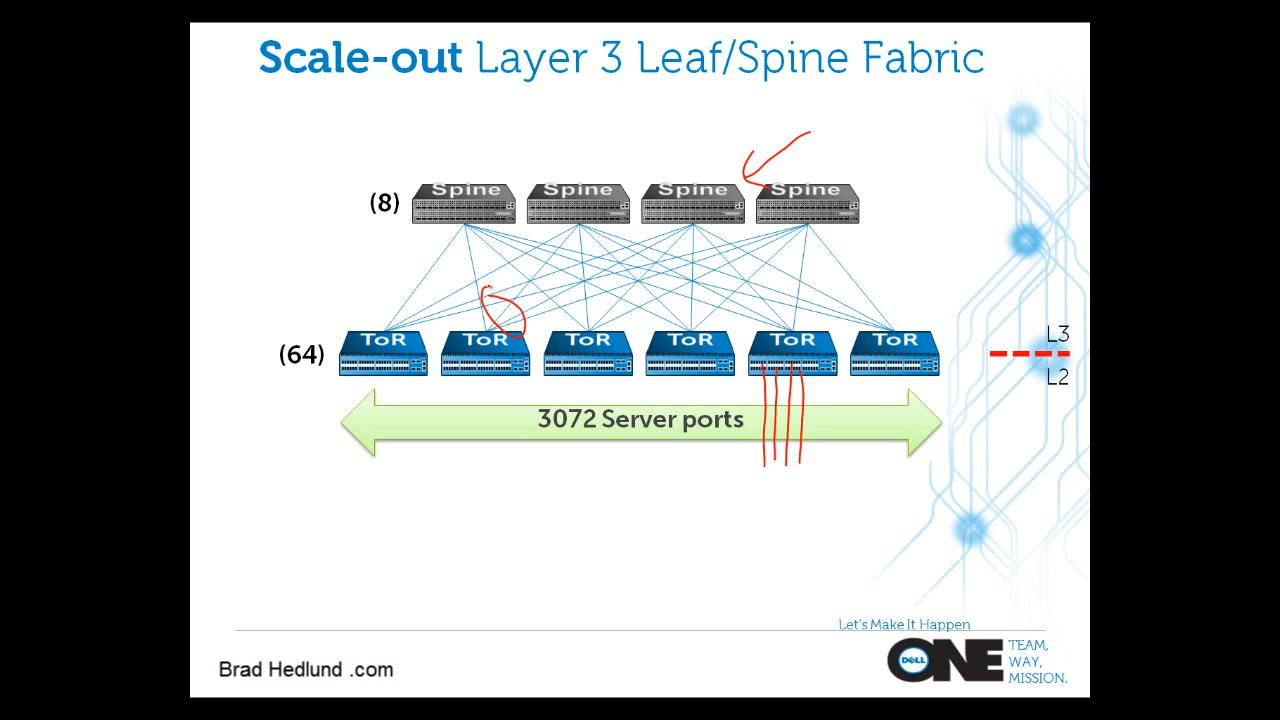 Scale-out Layer 3 Leaf/Spine Fabric
(8) Spine Spine Spine Spine
(64) ToR ToR ToR ToR ToR ToR
L3
L2
3072 Server ports
Let's Make It Happen
Brad Hedlund .com
DELL ONE TEAM,
WAY,
MISSION.